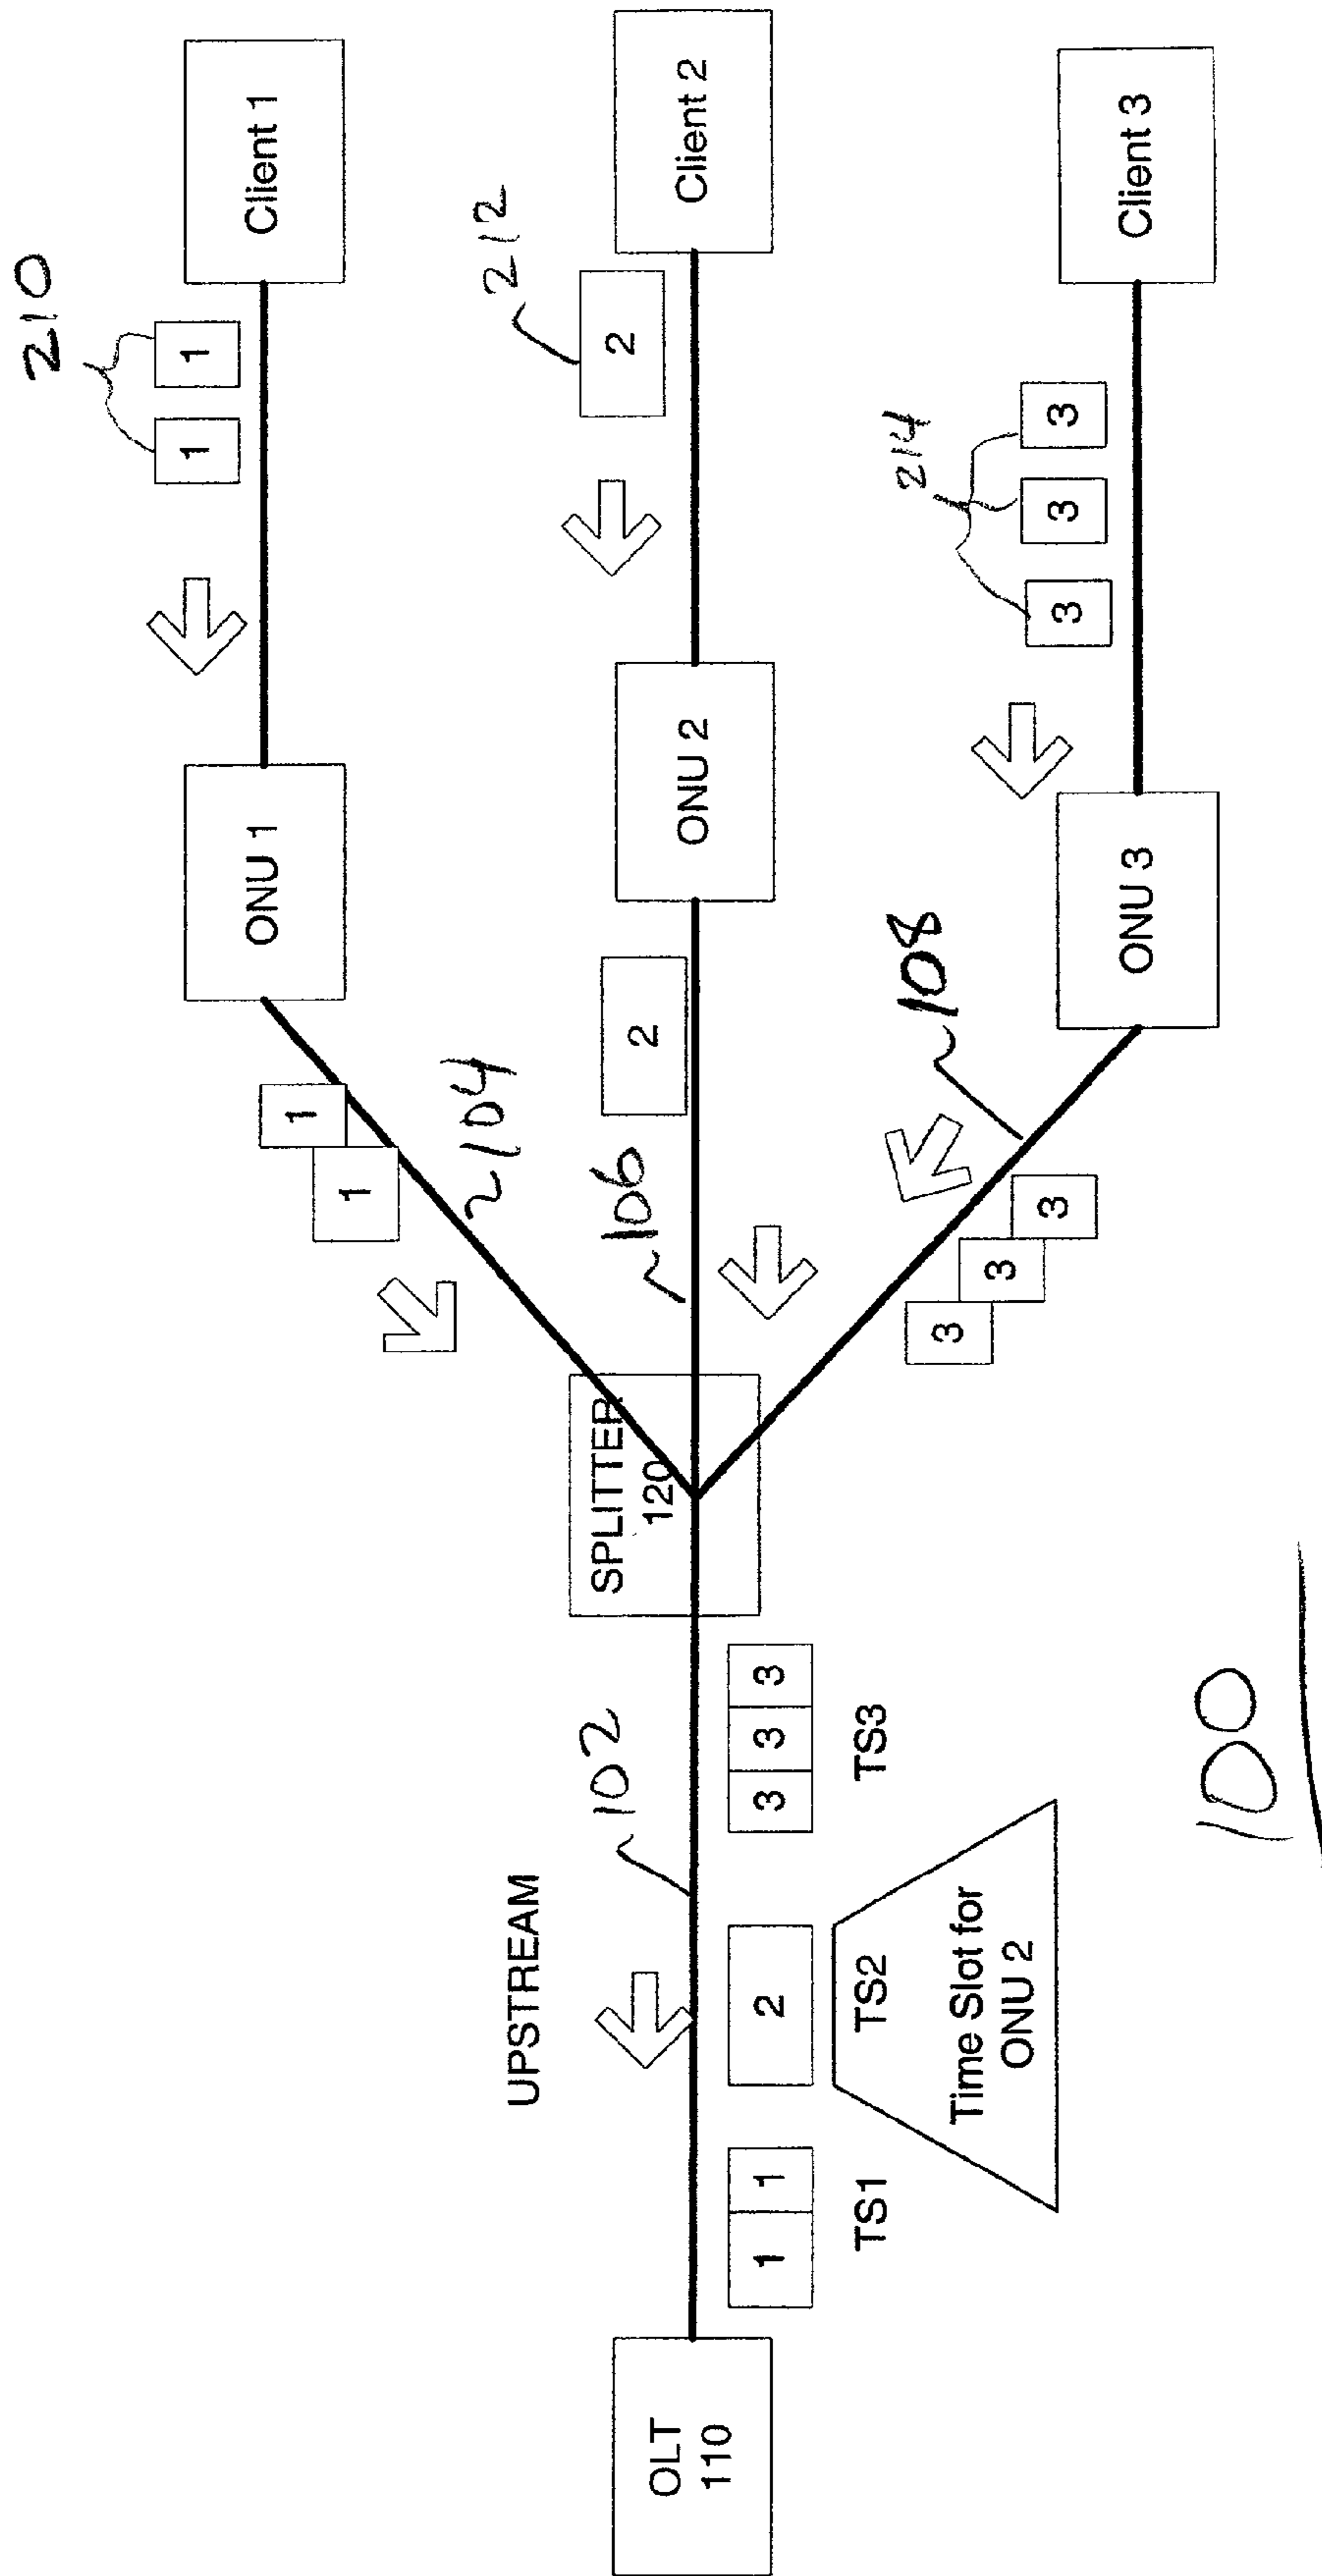 210
ONU 1
1
1
Client 1
1
1
104
212
UPSTREAM
SPLITTER
120
102
106
2
2
OLT
110
ONU 2
Client 2
1 1
2
3 3 3
TS1
TS2
TS3
Time Slot for
ONU 2
108
214
3
3
3
3
3
3
ONU 3
Client 3
100